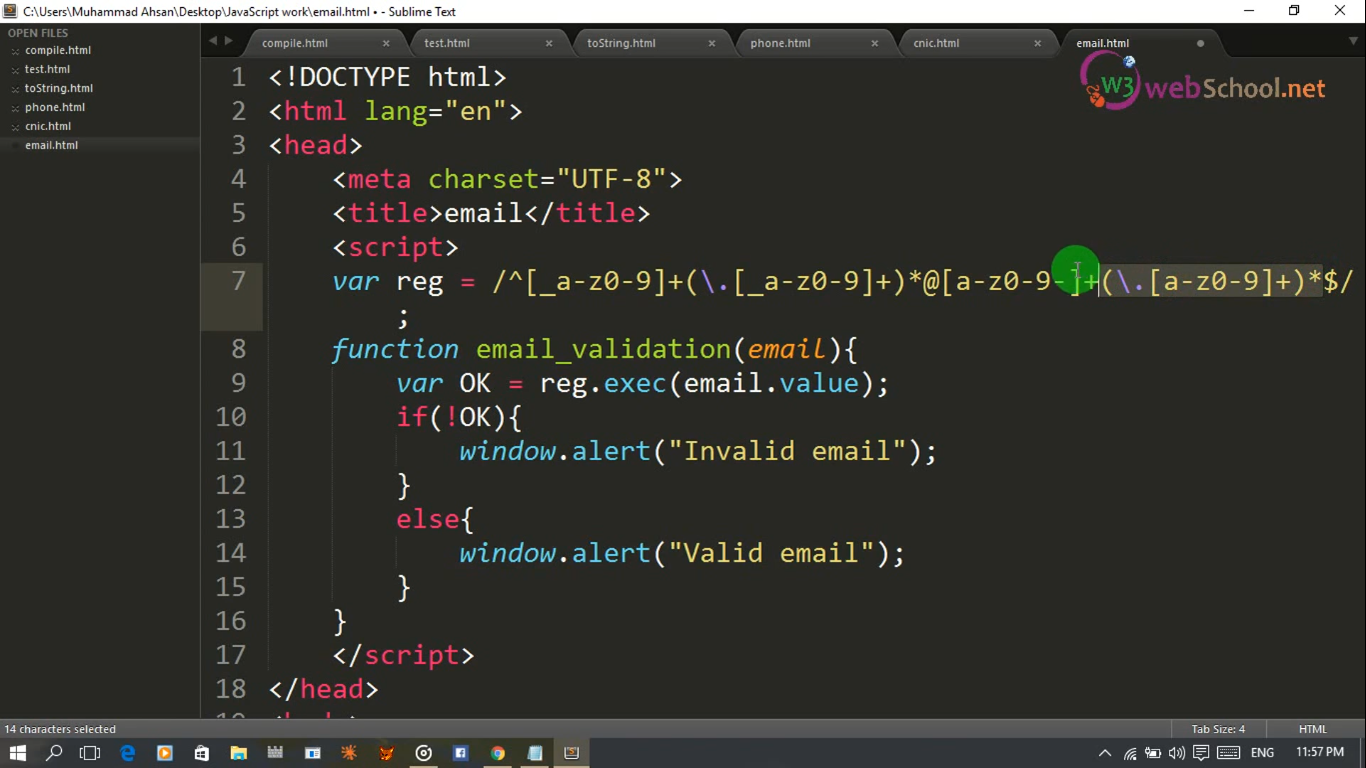 C:\Users\Muhammad Ahsan\Desktop\JavaScript work\email.html • - Sublime Text
OPEN FILES
compile.html
test.html
toString.html
phone.html
cnic.html
email.html
compile.html
test.html
toString.html
phone.html
cnic.html
email.html
W3 webSchool.net
1 <!DOCTYPE html>
2 <html lang="en">
3 <head>
4 <meta charset="UTF-8">
5 <title>email</title>
6 <script>
7 var reg = /^[_a-z0-9]+(\.[_a-z0-9]+)*@[a-z0-9-]+(\.[a-z0-9]+)*$/
;
8 function email_validation(email){
9 var OK = reg.exec(email.value);
10 if(!OK){
11 window.alert("Invalid email");
12 }
13 else{
14 window.alert("Valid email");
15 }
16 }
17 </script>
18 </head>
14 characters selected
Tab Size: 4
HTML
ENG
11:57 PM